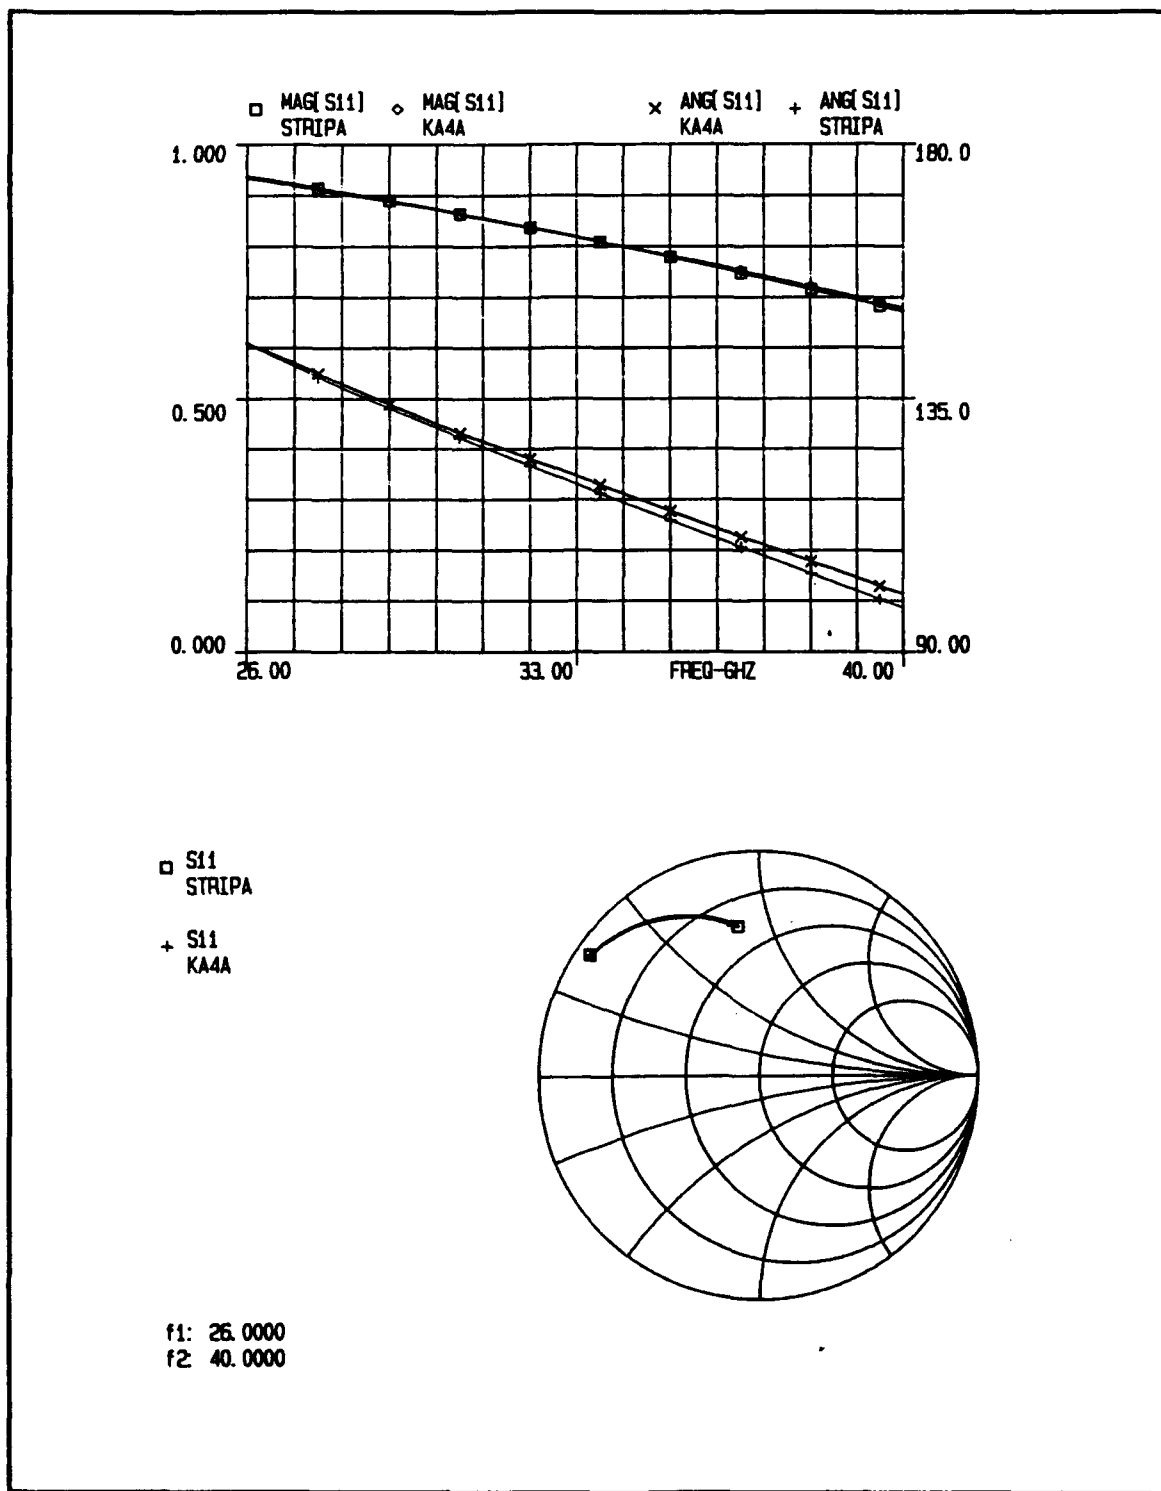 □ MAG[S11] ◇ MAG[S11] × ANG[S11] + ANG[S11]
STRIPA KA4A KA4A STRIPA
1.000 180.0
0.500 135.0
0.000 90.00
26.00 33.00 FREQ-GHZ 40.00
□ S11
STRIPA
+ S11
KA4A
f1: 26.0000
f2: 40.0000